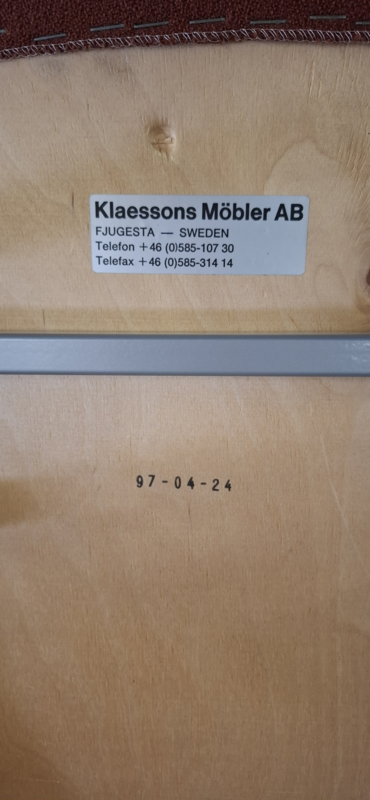 Klaessons Möbler AB
FJUGESTA — SWEDEN
Telefon +46 (0)585-107 30
Telefax +46 (0)585-314 14
97-04-24